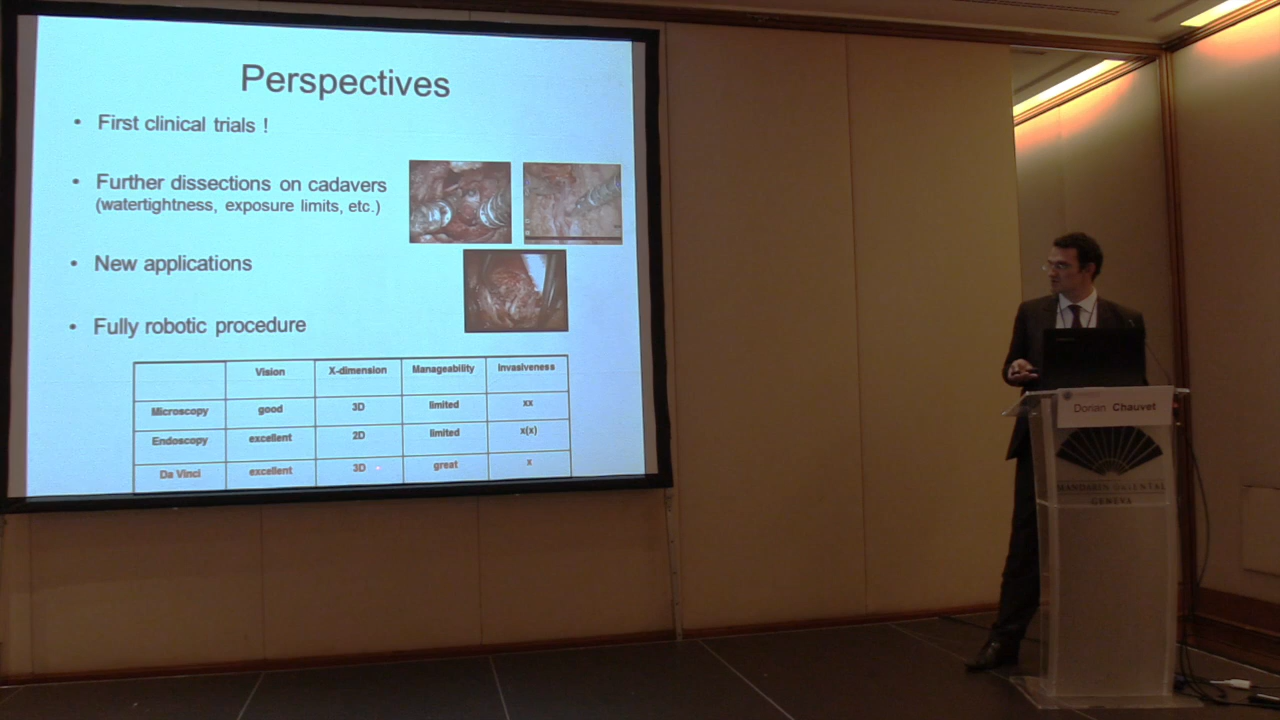 Perspectives
• First clinical trials !
• Further dissections on cadavers
(watertightness, exposure limits, etc.)
• New applications
• Fully robotic procedure
Vision X-dimension Manageability Invasiveness
Microscopy good 3D limited xx
Endoscopy excellent 2D limited x(x)
Da Vinci excellent 3D great x
Dorian Chauvet
MANDARIN ORIENTAL
GENEVA